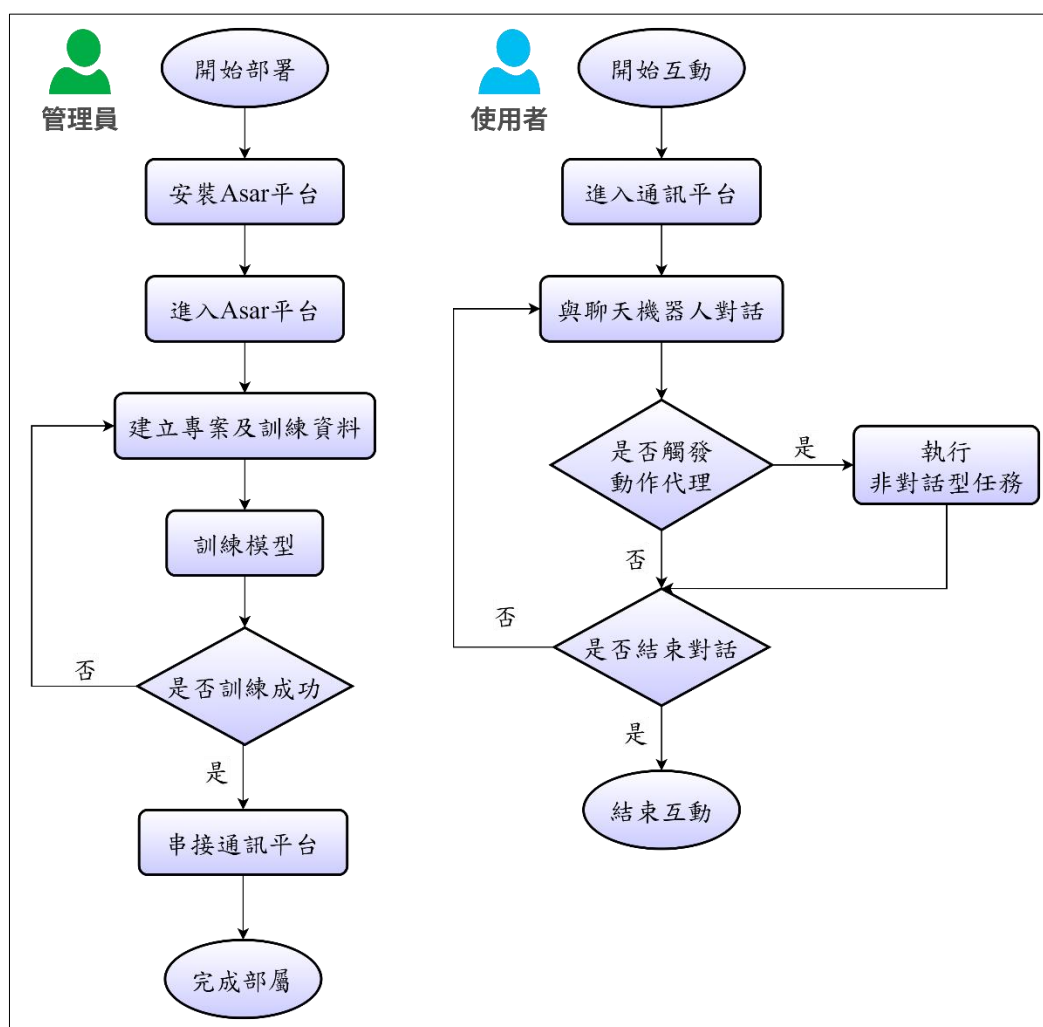 管理員
開始部署
安裝Asar平台
進入Asar平台
建立專案及訓練資料
訓練模型
是否訓練成功
否
是
串接通訊平台
完成部屬
使用者
開始互動
進入通訊平台
與聊天機器人對話
是否觸發
動作代理
是
執行
非對話型任務
否
是否結束對話
否
是
結束互動